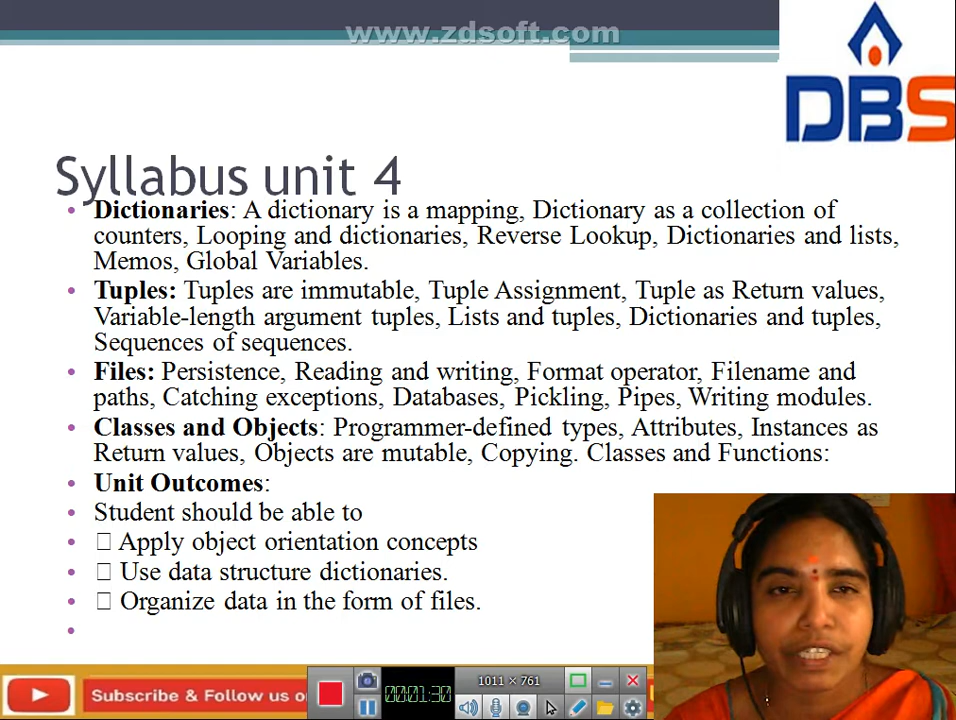 www.zdsoft.com
DBS
Syllabus unit 4
• Dictionaries: A dictionary is a mapping, Dictionary as a collection of
counters, Looping and dictionaries, Reverse Lookup, Dictionaries and lists,
Memos, Global Variables.
• Tuples: Tuples are immutable, Tuple Assignment, Tuple as Return values,
Variable-length argument tuples, Lists and tuples, Dictionaries and tuples,
Sequences of sequences.
• Files: Persistence, Reading and writing, Format operator, Filename and
paths, Catching exceptions, Databases, Pickling, Pipes, Writing modules.
• Classes and Objects: Programmer-defined types, Attributes, Instances as
Return values, Objects are mutable, Copying. Classes and Functions:
• Unit Outcomes:
• Student should be able to
• Apply object orientation concepts
• Use data structure dictionaries.
• Organize data in the form of files.
Subscribe & Follow us o
00:01:30
1011 × 761